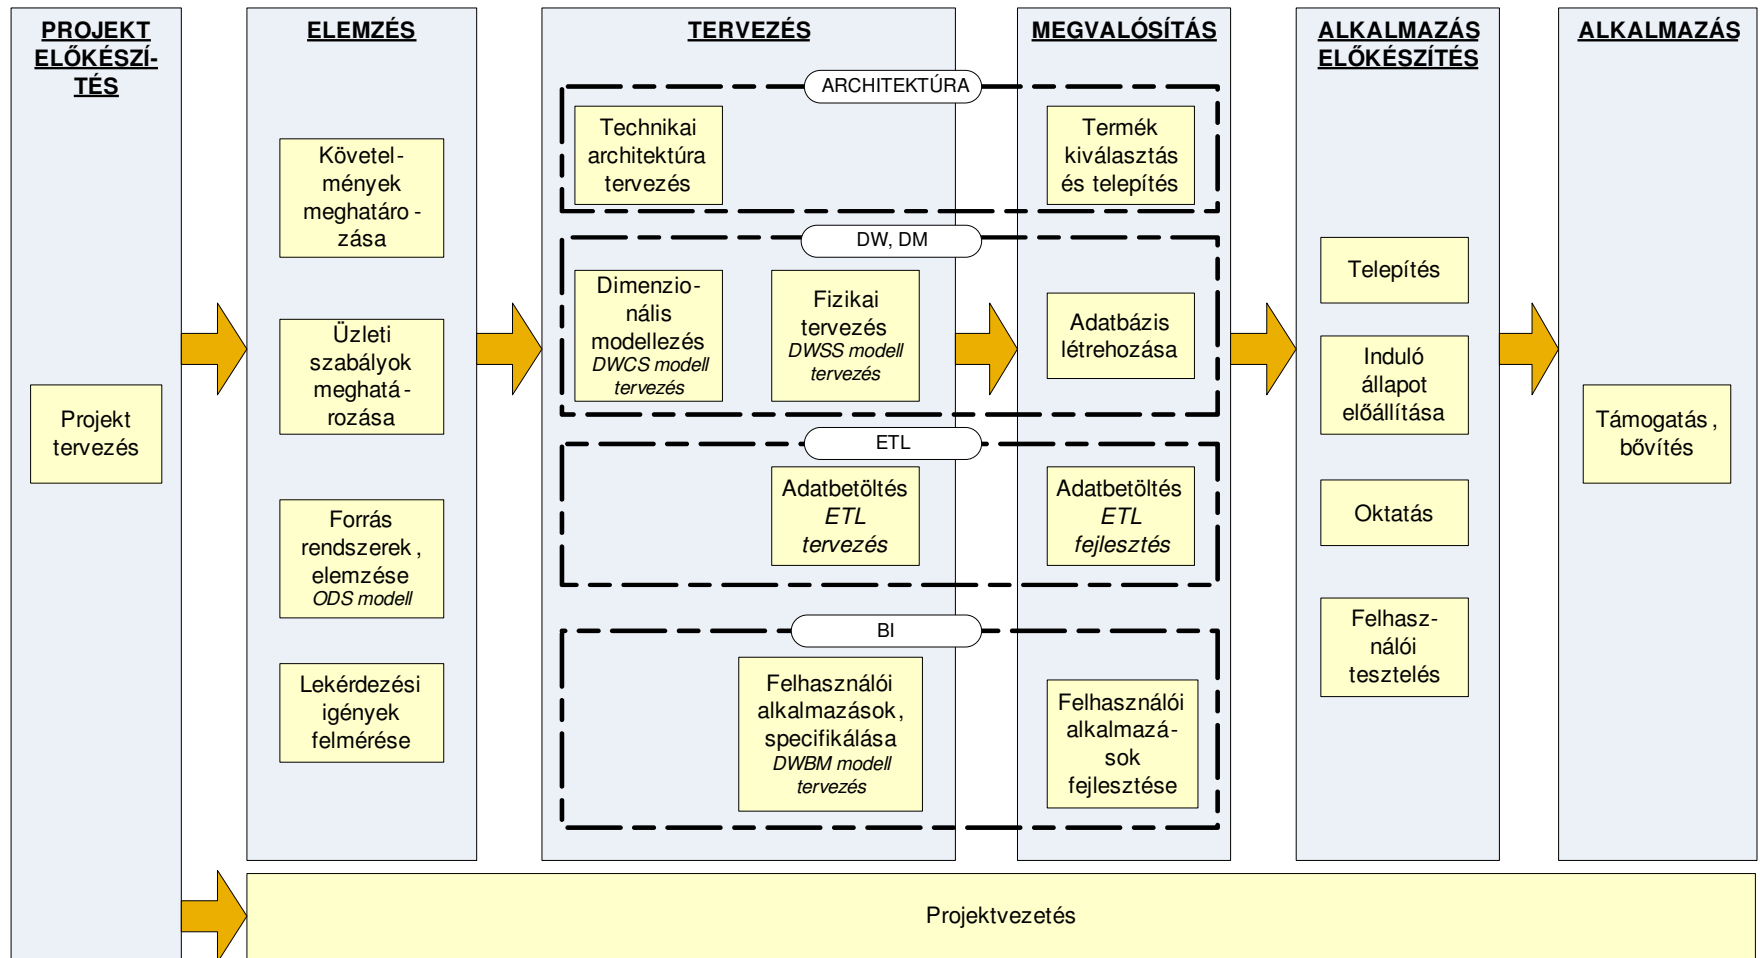 PROJEKT
ELŐKÉSZÍ-
TÉS
Projekt
tervezés
ELEMZÉS
Követel-
mények
meghatáro -
zása
Üzleti
szabályok
meghatá-
rozása
Forrás
rendszerek ,
elemzése
ODS modell
Lekérdezési
igények
felmérése
TERVEZÉS
MEGVALÓSÍTÁS
ARCHITEKTÚRA
Technikai
architektúra
tervezés
Termék
kiválasztás
és telepítés
DW, DM
Dimenzio-
nális
modellezés
DWCS modell
tervezés
Fizikai
tervezés
DWSS modell
tervezés
Adatbázis
létrehozása
ETL
Adatbetöltés
ETL
tervezés
Adatbetöltés
ETL
fejlesztés
BI
Felhasználói
alkalmazások ,
specifikálása
DWBM modell
tervezés
Felhasználói
alkalmazá-
sok
fejlesztése
ALKALMAZÁS
ELŐKÉSZÍTÉS
Telepítés
Induló
állapot
előállítása
Oktatás
Felhasz-
nálói
tesztelés
ALKALMAZÁS
Támogatás ,
bővítés
Projektvezetés